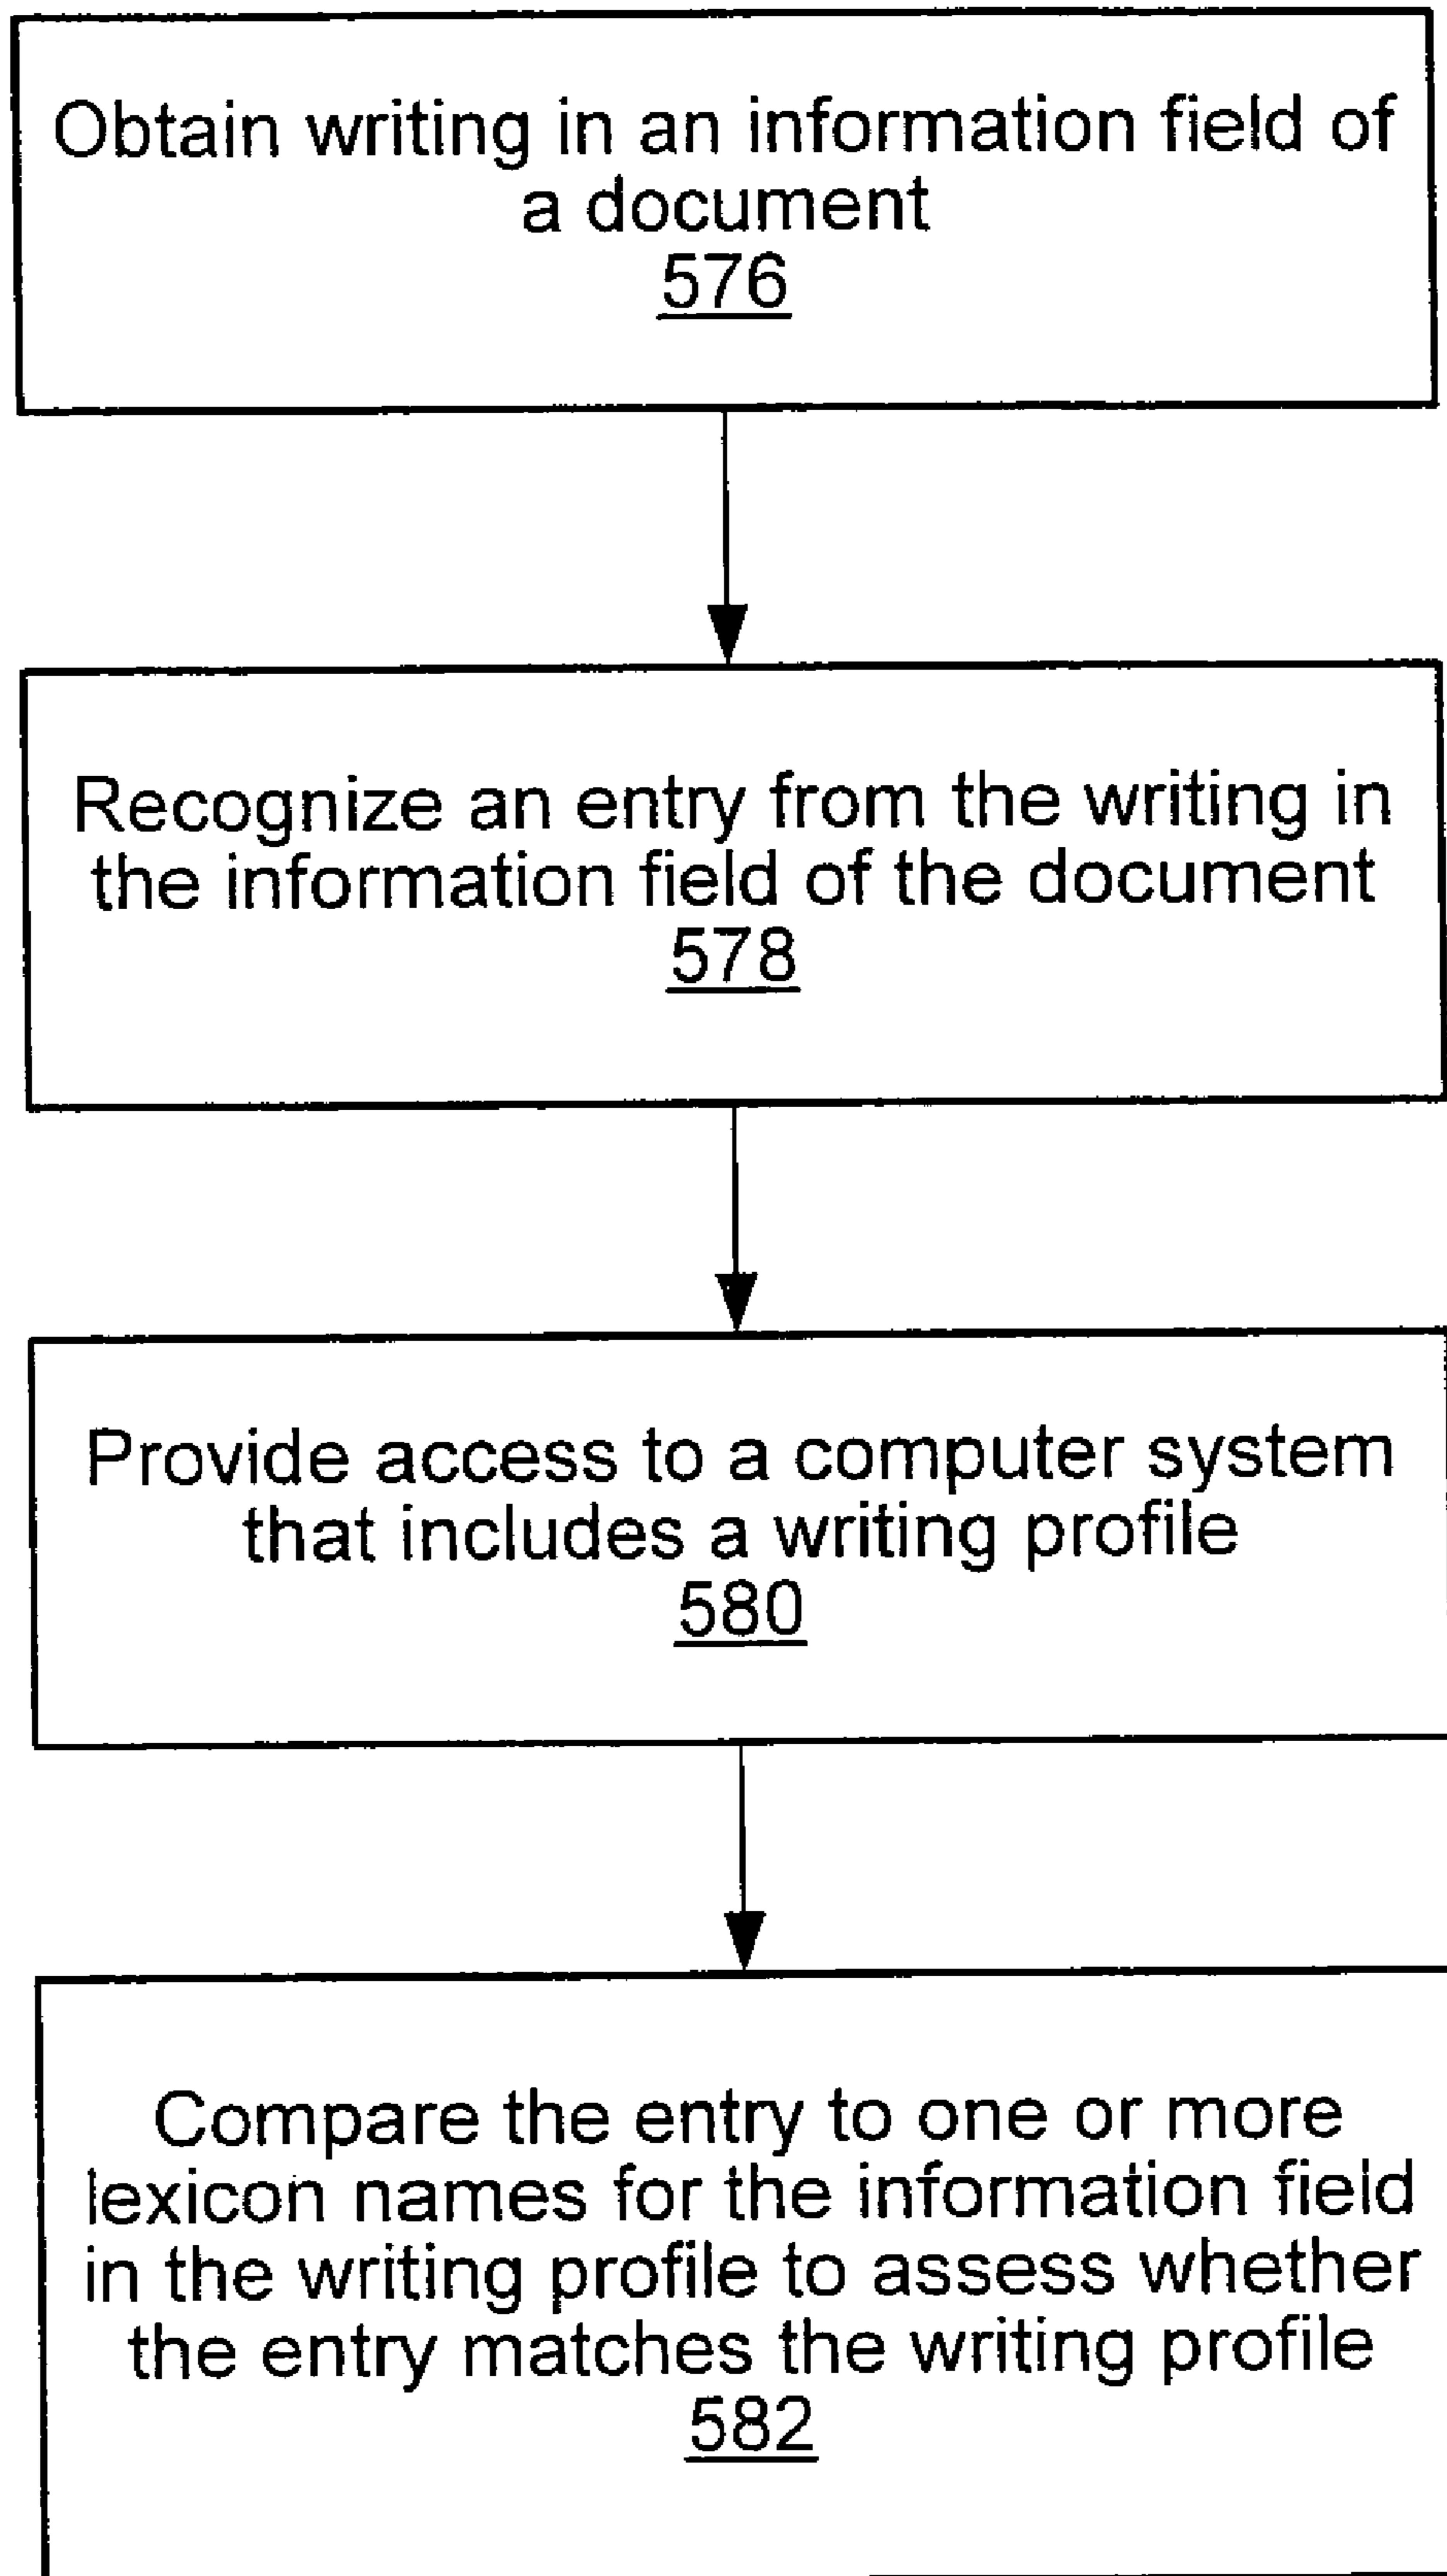 Obtain writing in an information field of
a document
576
Recognize an entry from the writing in
the information field of the document
578
Provide access to a computer system
that includes a writing profile
580
Compare the entry to one or more
lexicon names for the information field
in the writing profile to assess whether
the entry matches the writing profile
582